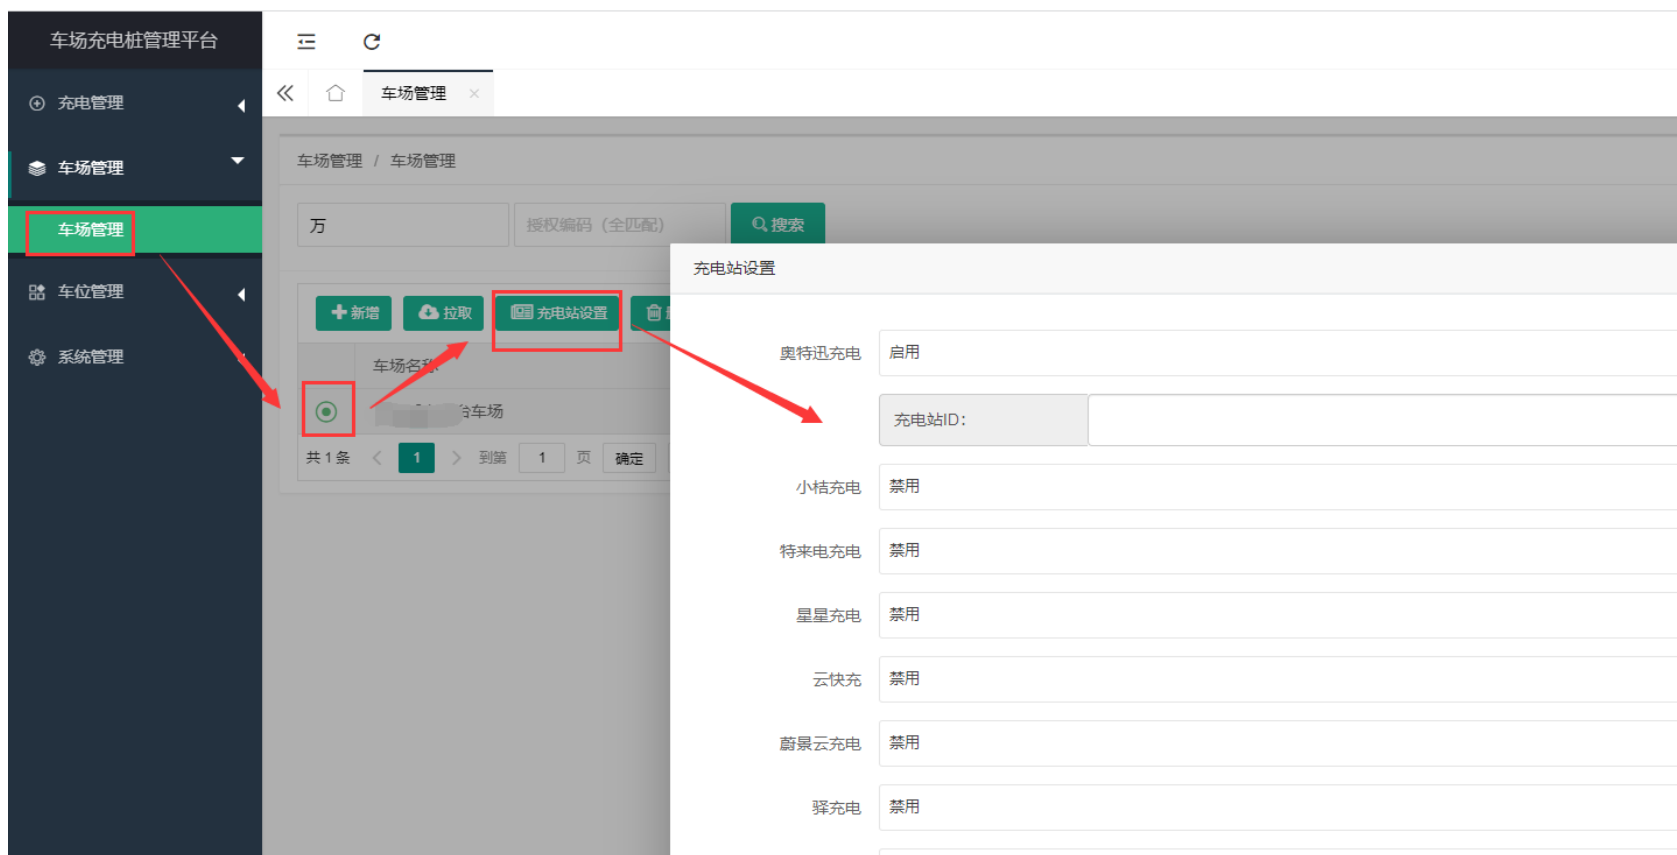 车场充电桩管理平台
充电管理
车场管理
车场管理
车位管理
系统管理
车场管理
车场管理 / 车场管理
万
授权编码（全匹配）
搜索
新增
拉取
充电站设置
车场名称
台车场
共 1 条
1
到第
1
页
确定
充电站设置
奥特迅充电
启用
充电站ID：
小桔充电
禁用
特来电充电
禁用
星星充电
禁用
云快充
禁用
蔚景云充电
禁用
驿充电
禁用